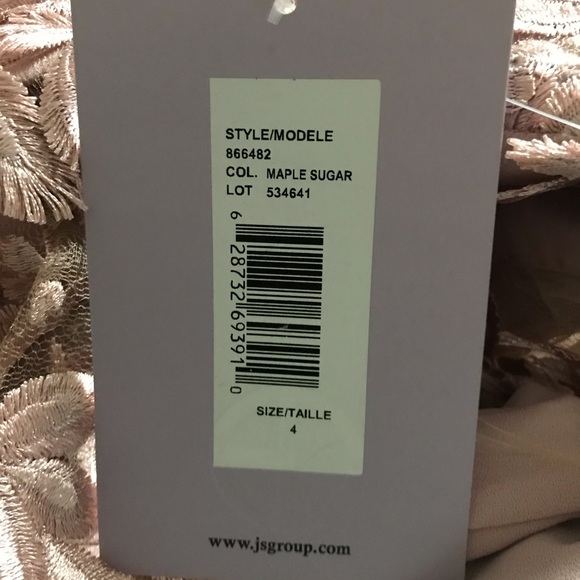 STYLE/MODELE
866482
COL. MAPLE SUGAR
LOT 534641
6 28732 69391 0
SIZE/TAILLE
4
www.jsgroup.com